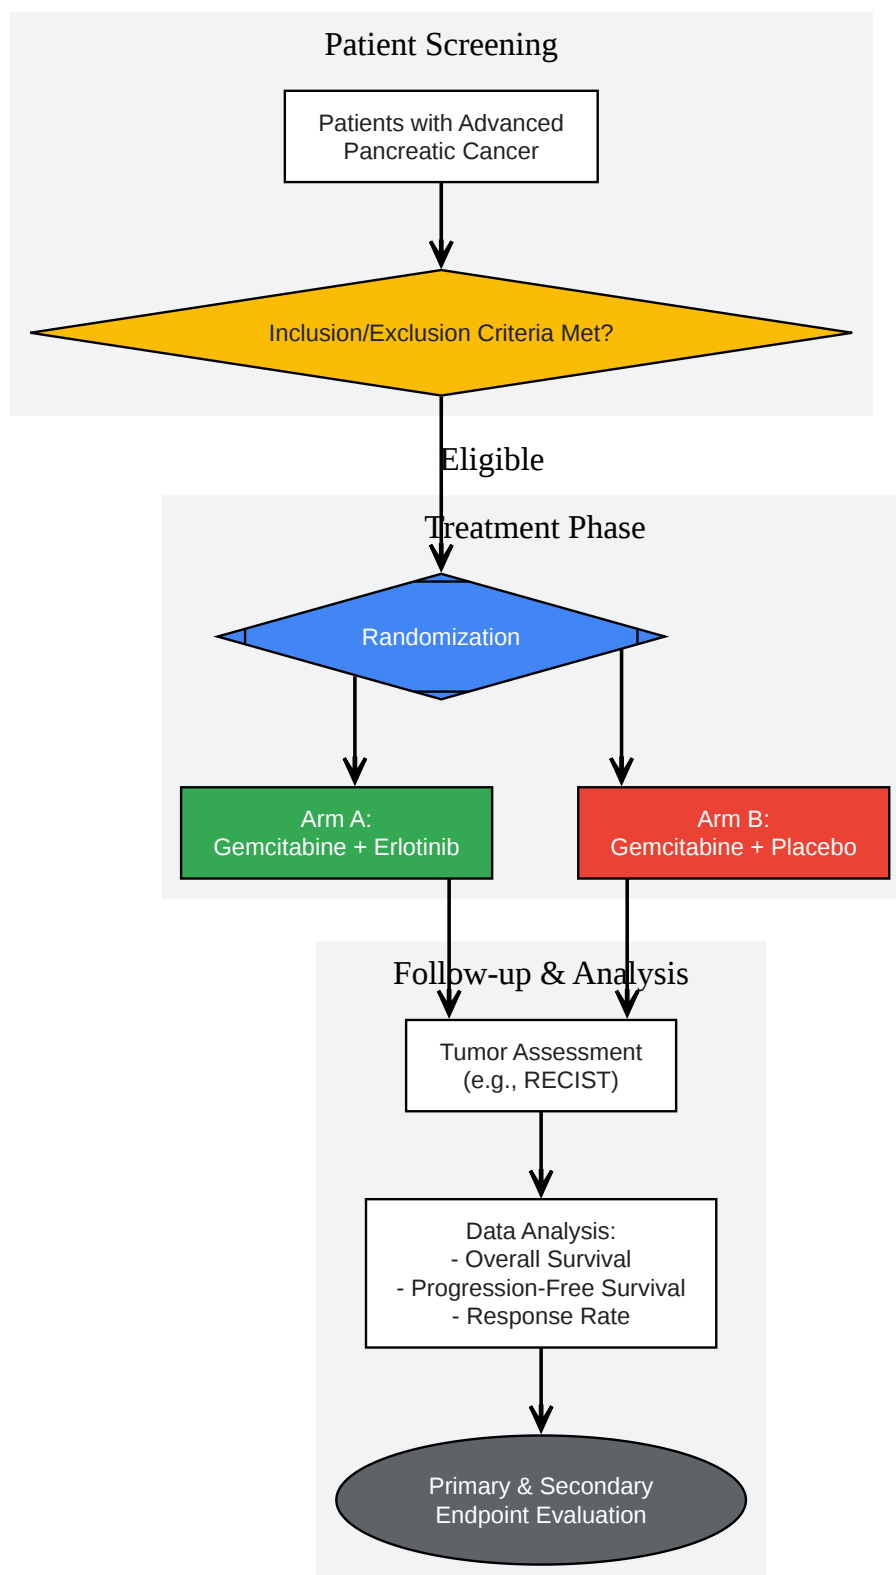 Patient Screening
Patients with Advanced
Pancreatic Cancer
Inclusion/Exclusion Criteria Met?
Eligible
Treatment Phase
Randomization
Arm A:
Gemcitabine + Erlotinib
Arm B:
Gemcitabine + Placebo
Follow-up & Analysis
Tumor Assessment
(e.g., RECIST)
Data Analysis:
- Overall Survival
- Progression-Free Survival
- Response Rate
Primary & Secondary
Endpoint Evaluation